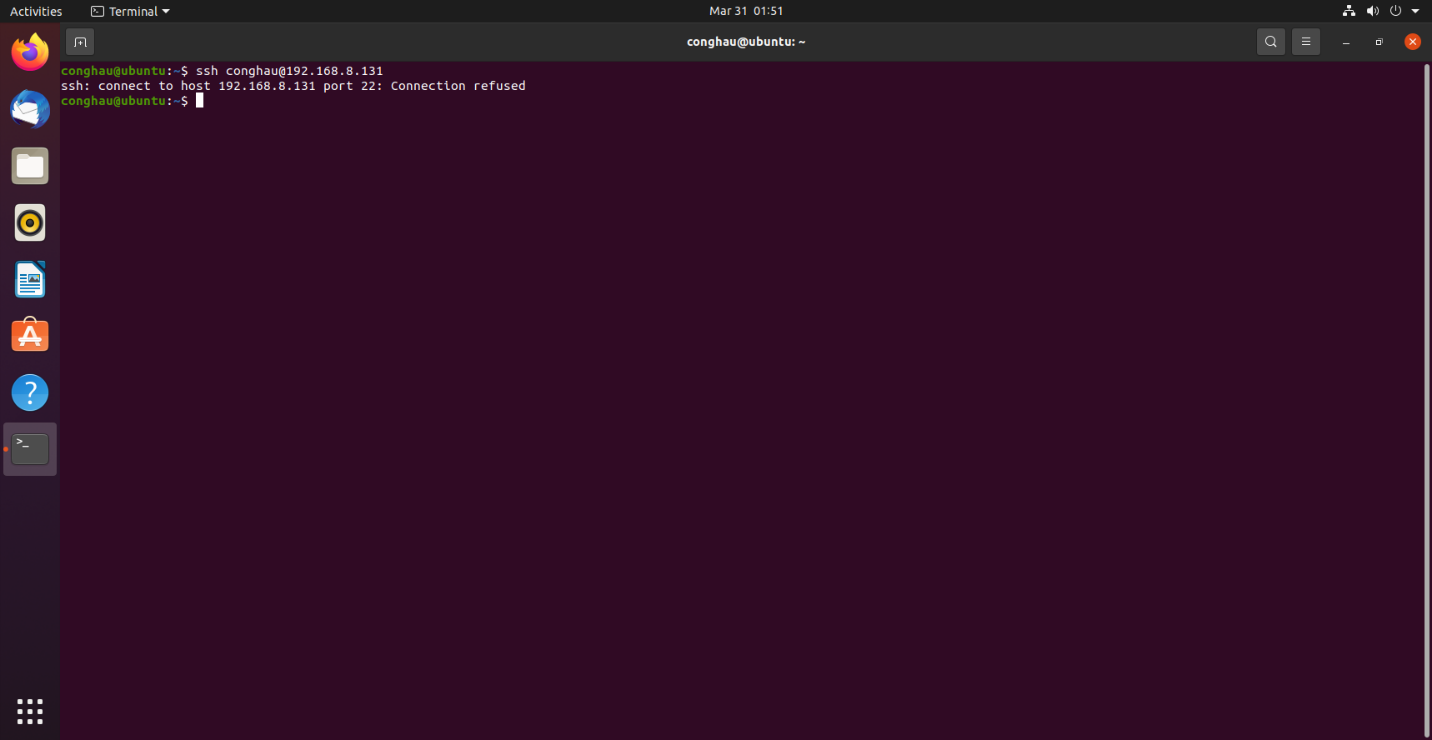 Activities Terminal Mar 31 01:51
conghau@ubuntu: ~
conghau@ubuntu:~$ ssh conghau@192.168.8.131
ssh: connect to host 192.168.8.131 port 22: Connection refused
conghau@ubuntu:~$